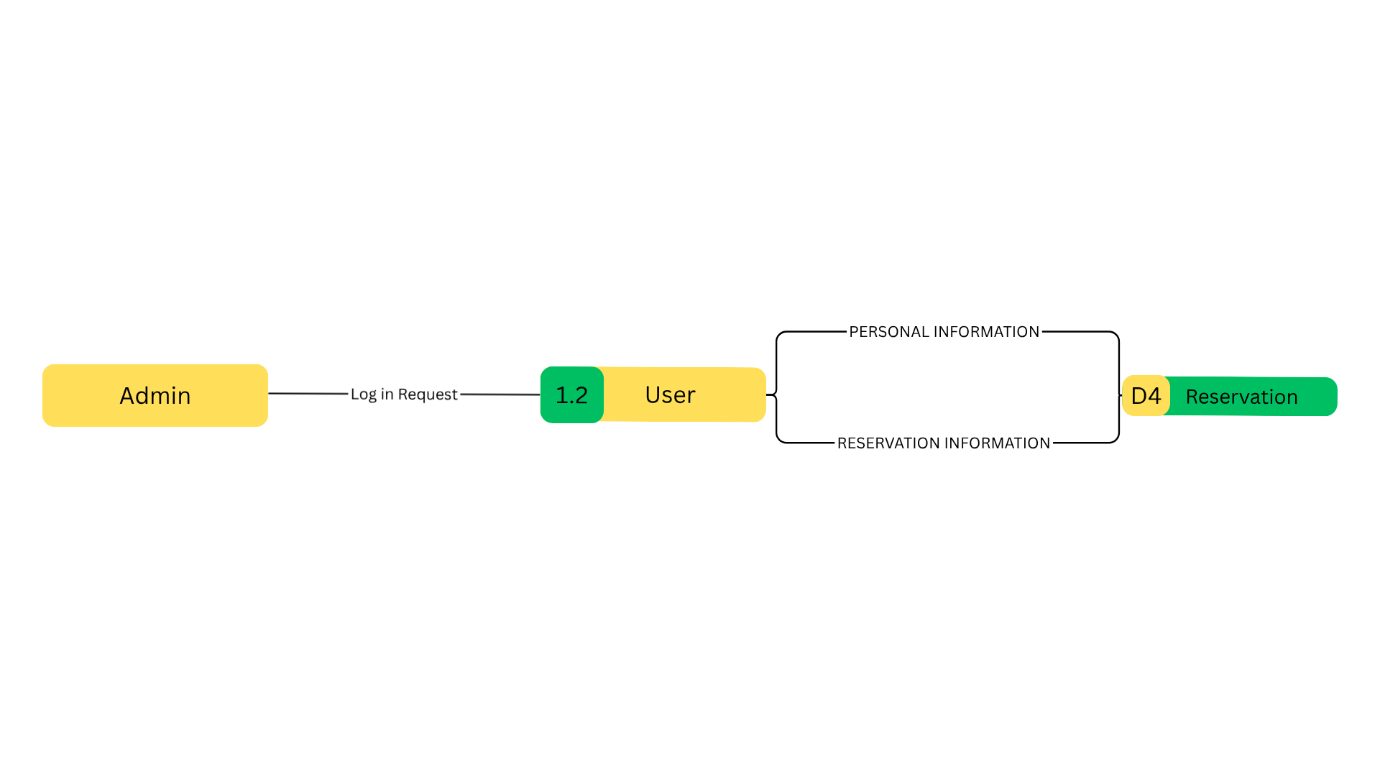 Admin
Log in Request
1.2
User
PERSONAL INFORMATION
RESERVATION INFORMATION
D4
Reservation